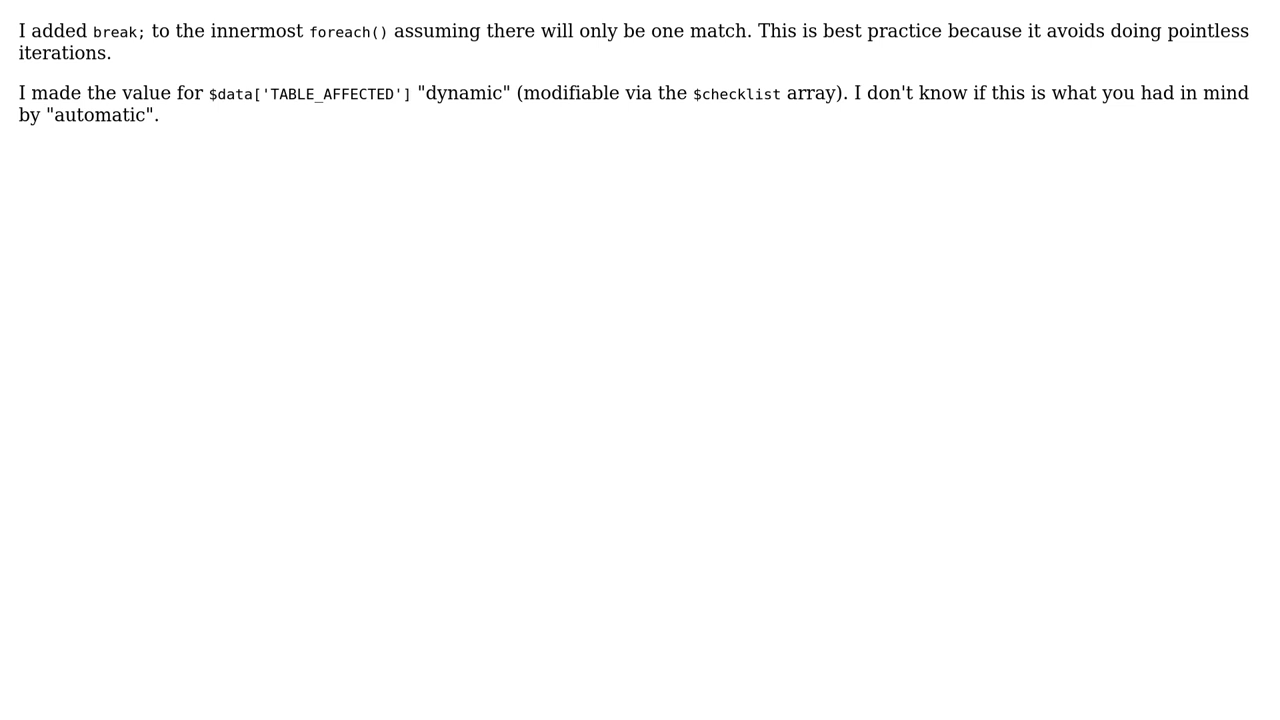 I added break; to the innermost foreach() assuming there will only be one match. This is best practice because it avoids doing pointless
iterations.
I made the value for $data['TABLE_AFFECTED'] "dynamic" (modifiable via the $checklist array). I don't know if this is what you had in mind
by "automatic".